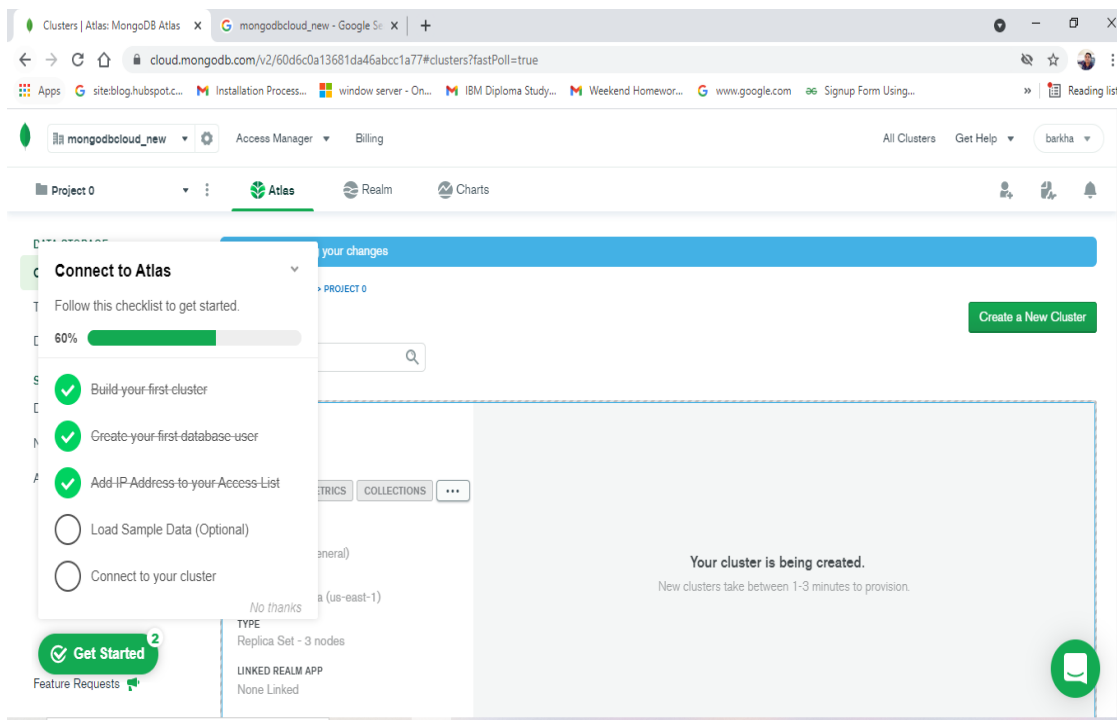 Clusters | Atlas: MongoDB Atlas
mongodbcloud_new - Google Se
cloud.mongodb.com/v2/60d6c0a13681da46abcc1a77#clusters?fastPoll=true
Apps site:blog.hubspot.c... Installation Process... window server - On... IBM Diploma Study... Weekend Homewor... www.google.com Signup Form Using... » Reading list
mongodbcloud_new Access Manager Billing All Clusters Get Help barkha
Project 0 Atlas Realm Charts
your changes
Connect to Atlas
> PROJECT 0
Follow this checklist to get started.
Create a New Cluster
60%
Build your first cluster
Create your first database user
Add IP Address to your Access List
COLLECTIONS ...
Load Sample Data (Optional)
Your cluster is being created.
Connect to your cluster
New clusters take between 1-3 minutes to provision.
(us-east-1)
No thanks
TYPE
Replica Set - 3 nodes
2
Get Started
LINKED REALM APP
Feature Requests
None Linked